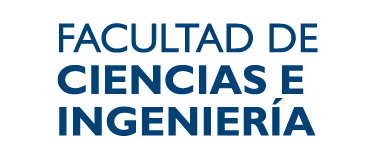 FACULTAD DE
CIENCIAS E
INGENIERÍA